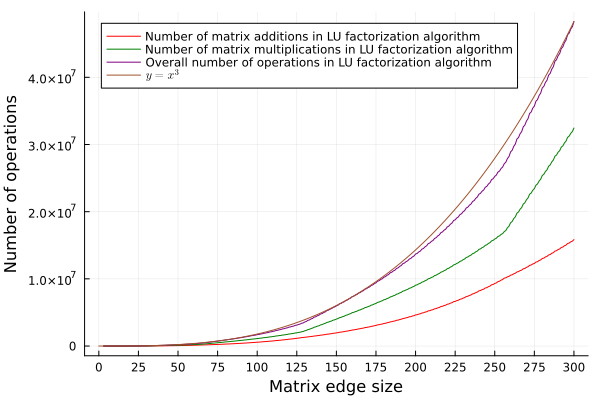 Number of matrix additions in LU factorization algorithm
Number of matrix multiplications in LU factorization algorithm
Overall number of operations in LU factorization algorithm
y = x³
4.0×10⁷
3.0×10⁷
2.0×10⁷
1.0×10⁷
0
Number of operations
0 25 50 75 100 125 150 175 200 225 250 275 300
Matrix edge size